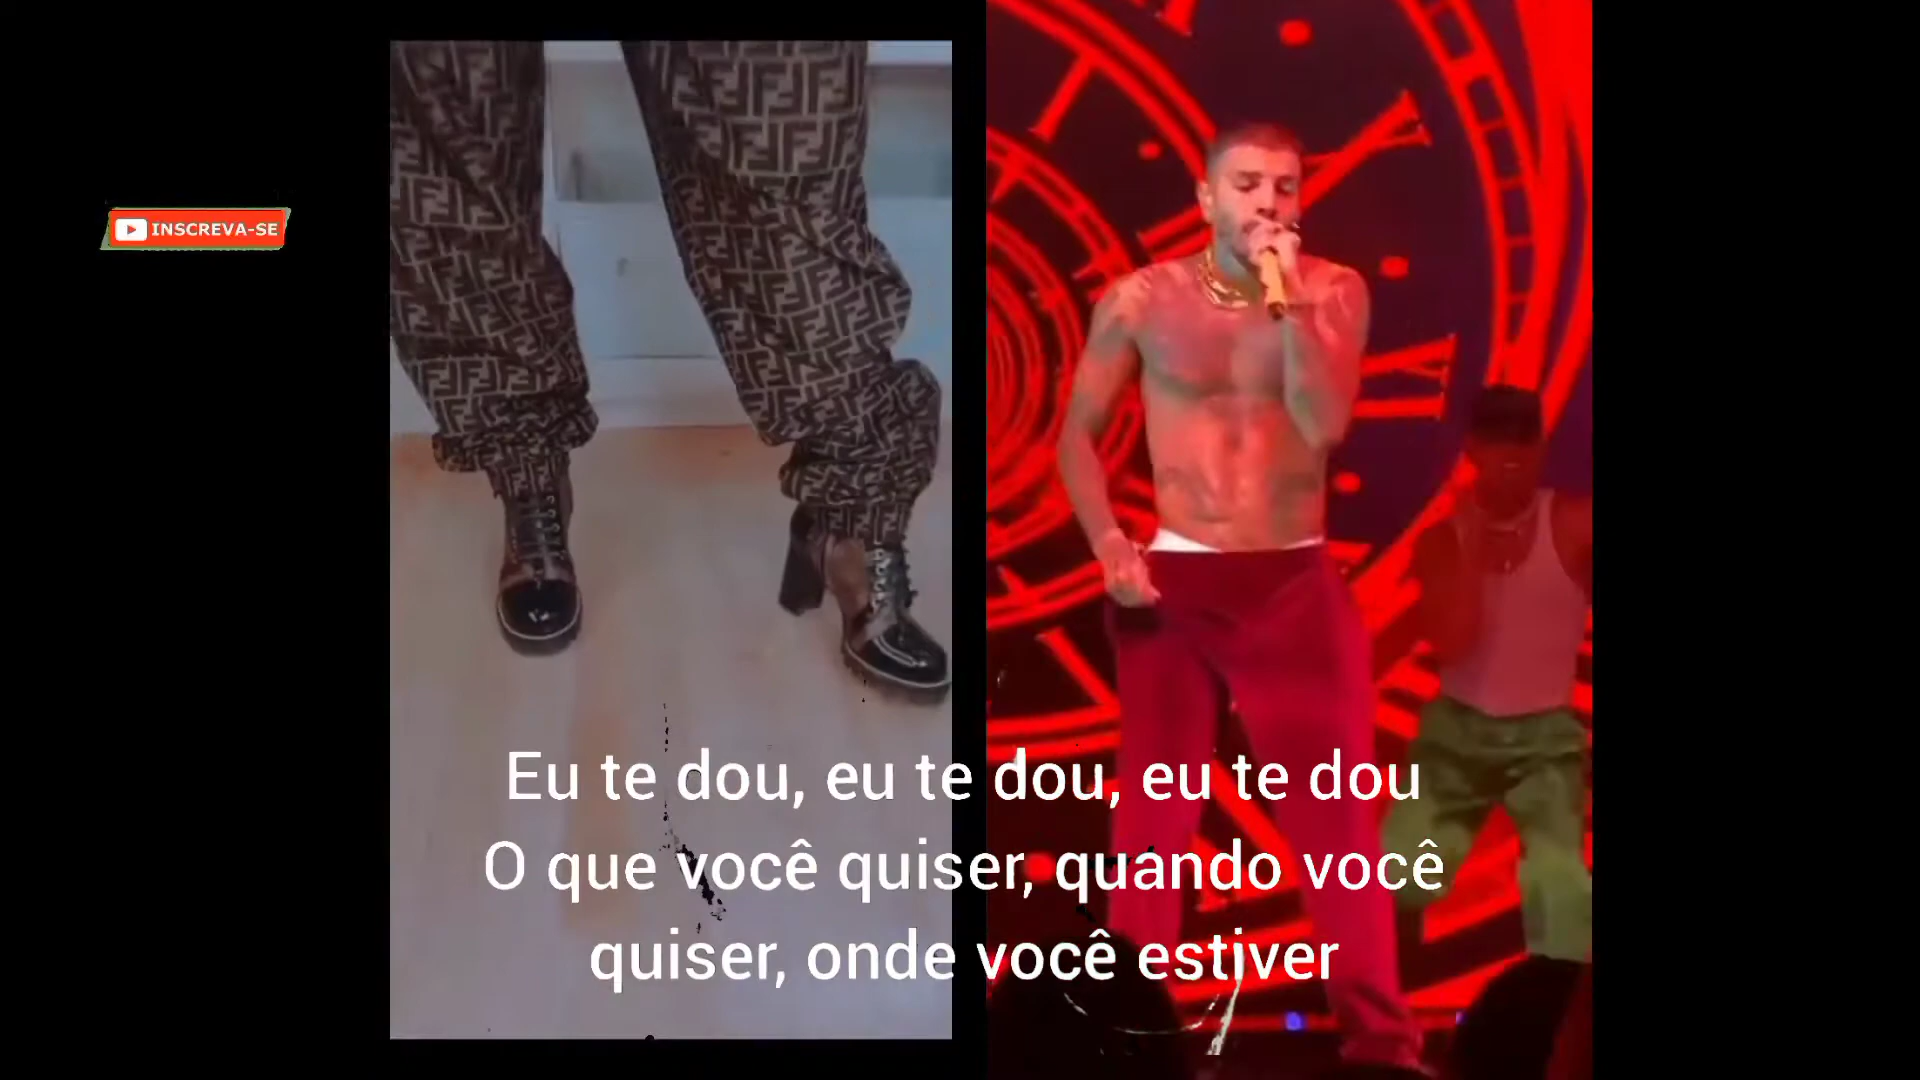 INSCREVA-SE
Eu te dou, eu te dou, eu te dou
O que você quiser, quando você
quiser, onde você estiver